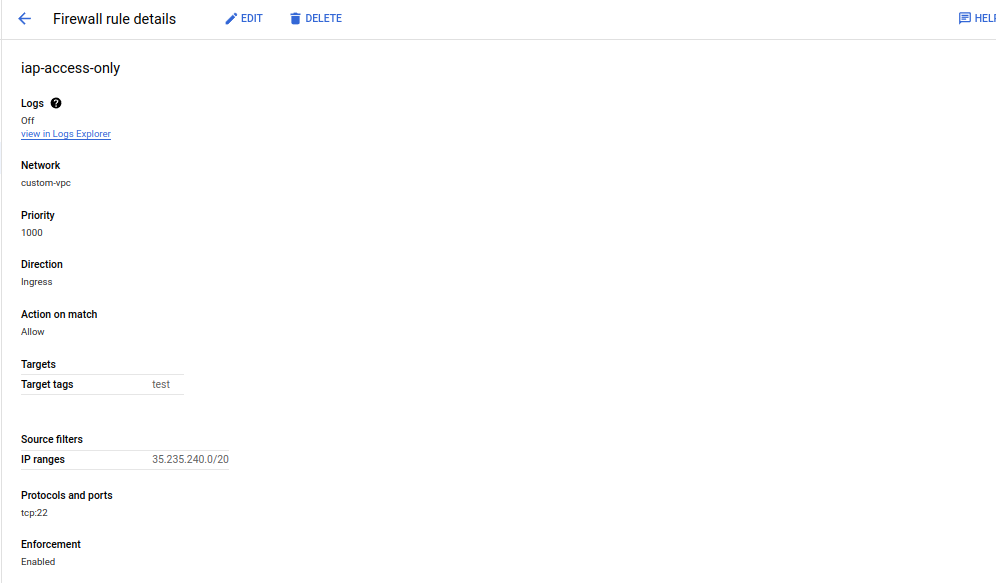 Firewall rule details EDIT DELETE
iap-access-only
Logs
Off
view in Logs Explorer
Network
custom-vpc
Priority
1000
Direction
Ingress
Action on match
Allow
Targets
Target tags test
Source filters
IP ranges 35.235.240.0/20
Protocols and ports
tcp:22
Enforcement
Enabled